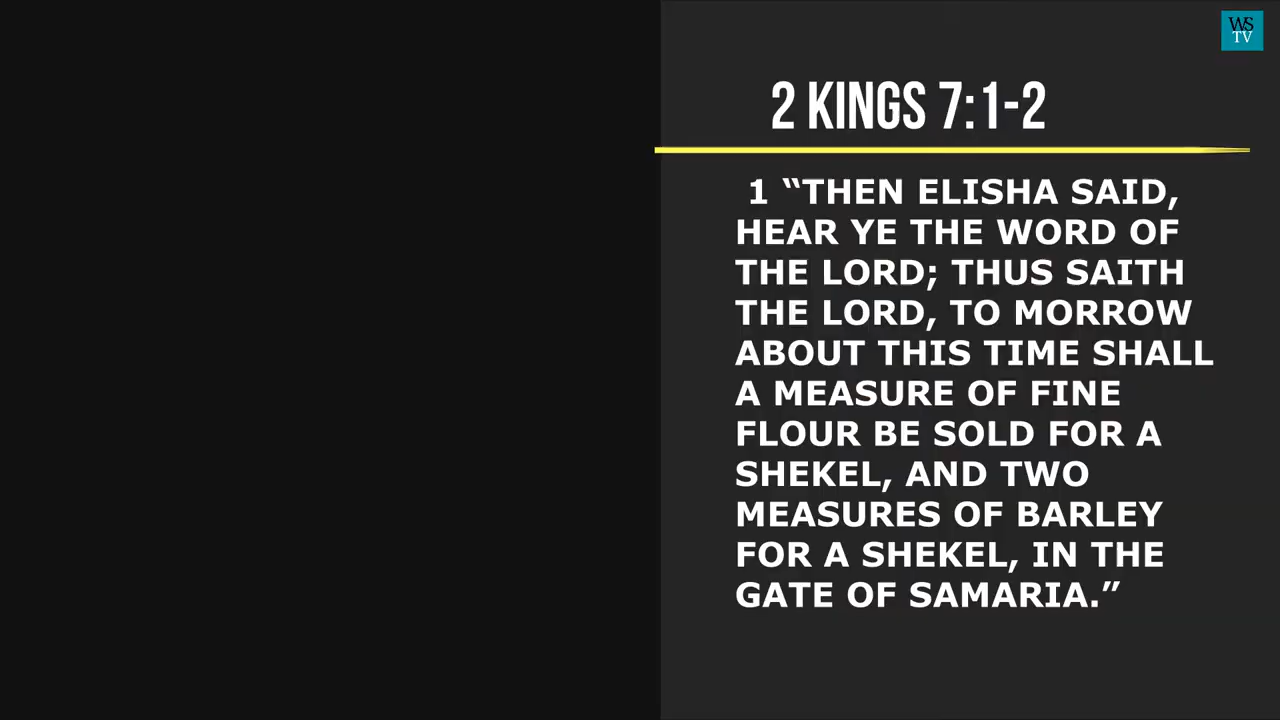 WS
TV
2 KINGS 7:1-2
1 “THEN ELISHA SAID,
HEAR YE THE WORD OF
THE LORD; THUS SAITH
THE LORD, TO MORROW
ABOUT THIS TIME SHALL
A MEASURE OF FINE
FLOUR BE SOLD FOR A
SHEKEL, AND TWO
MEASURES OF BARLEY
FOR A SHEKEL, IN THE
GATE OF SAMARIA.”